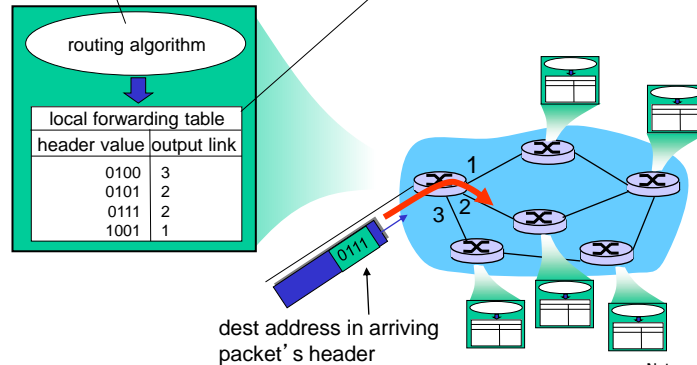 routing algorithm
local forwarding table
header value output link
0100 3
0101 2
0111 2
1001 1
1
2
3
0111
dest address in arriving
packet's header